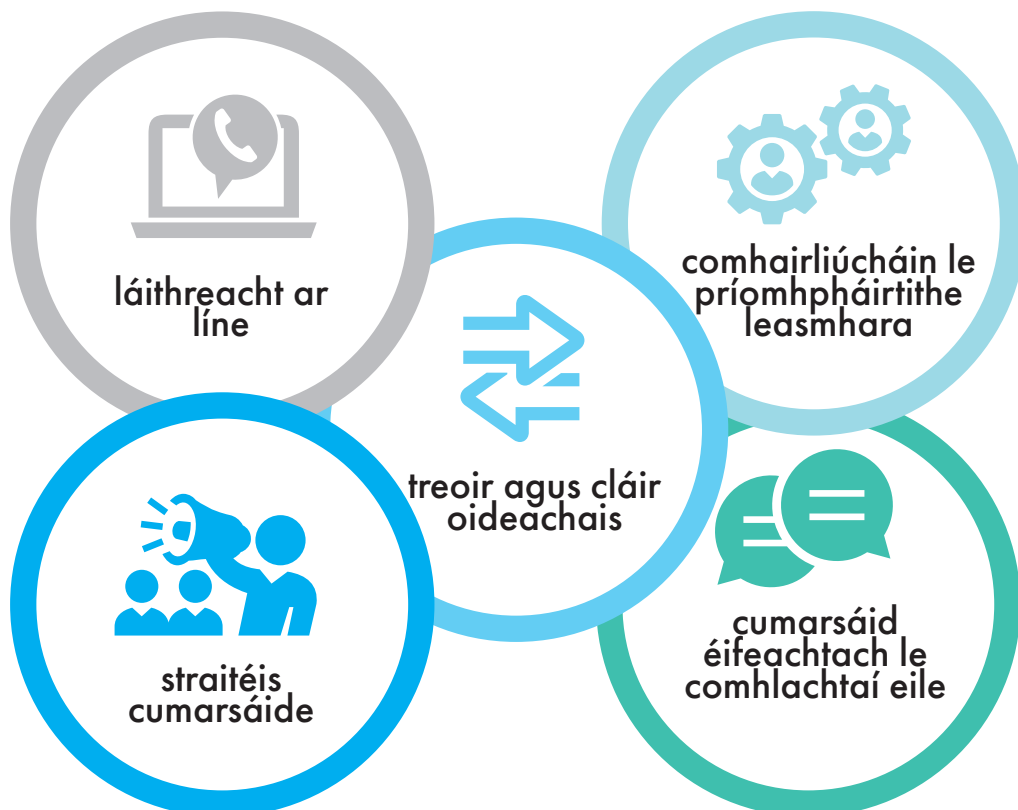 láithreacht ar
líne
comhairliúcháin le
príomhpháirtithe
leasmhara
treoir agus cláir
oideachais
straitéis
cumarsáide
cumarsáid
éifeachtach le
comhlachtaí eile